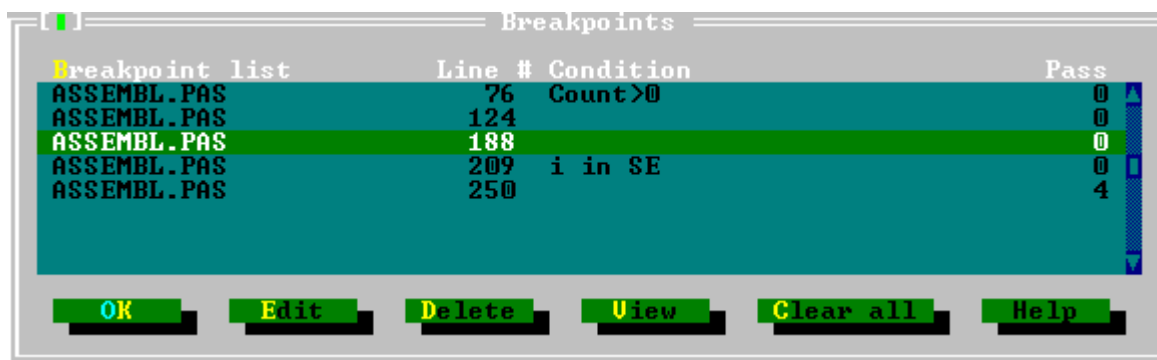 Breakpoints
Breakpoint list Line # Condition Pass
ASSEMBL.PAS 76 Count>0 0
ASSEMBL.PAS 124 0
ASSEMBL.PAS 188 0
ASSEMBL.PAS 209 i in SE 0
ASSEMBL.PAS 250 4
OK Edit Delete View Clear all Help